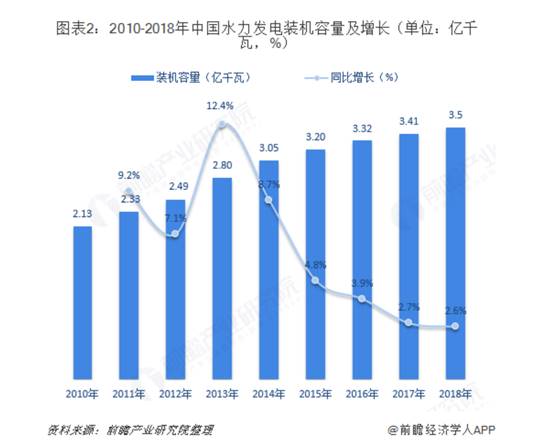 图表2：2010-2018年中国水力发电装机容量及增长（单位：亿千
瓦，%）
装机容量（亿千瓦） 同比增长（%）
12.4%
3.5
3.41
3.32
3.20
3.05
2.80
9.2%
8.7%
2.49
2.33
2.13
7.1%
4.8%
3.9%
2.7%
2.6%
2010年 2011年 2012年 2013年 2014年 2015年 2016年 2017年 2018年
资料来源：前瞻产业研究院整理
@前瞻经济学人APP
前瞻产业研究院